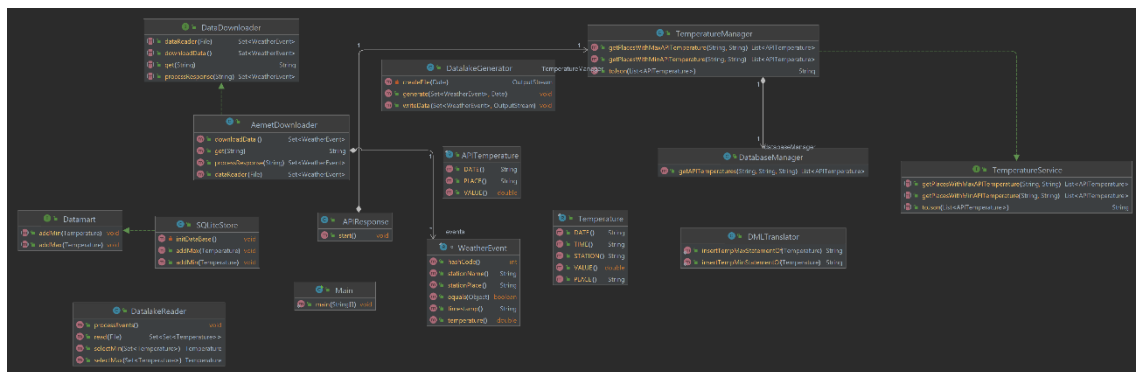 DataDownloader
dataReader(File) Set<WeatherEvent>
downloadData() Set<WeatherEvent>
get(String) String
processResponse(String) Set<WeatherEvent>
AemetDownloader
downloadData() Set<WeatherEvent>
get(String) String
processResponse(String) Set<WeatherEvent>
dataReader(File) Set<WeatherEvent>
Datamart
addMin(Temperature) void
addMax(Temperature) void
SQLiteStore
initDataBase() void
addMax(Temperature) void
addMin(Temperature) void
DatalakeReader
processEvents() void
read(File) Set<Set<Temperature>>
selectMin(Set<Temperature>) Temperature
selectMax(Set<Temperature>) Temperature
Main
main(String[]) void
APIResponse
start() void
DatalakeGenerator
createFile(Date) OutputStream
generate(Set<WeatherEvent>, Date) void
writeData(Set<WeatherEvent>, OutputStream) void
APITemperature
DATE() String
PLACE() String
VALUE() double
events
WeatherEvent
hashCode() int
stationName() String
stationPlace() String
equals(Object) boolean
timestamp() String
temperature() double
Temperature
DATE() String
TIME() String
STATION() String
VALUE() double
PLACE() String
1
1
1
1
TemperatureManager
getPlacesWithMaxAPITemperature(String, String) List<APITemperature>
getPlacesWithMinAPITemperature(String, String) List<APITemperature>
toJson(List<APITemperature>) String
DatabaseManager
getAPITemperatures(String, String, String) List<APITemperature>
DMLTranslator
insertTempMaxStatementOf(Temperature) String
insertTempMinStatementOf(Temperature) String
TemperatureService
getPlacesWithMaxAPITemperature(String, String) List<APITemperature>
getPlacesWithMinAPITemperature(String, String) List<APITemperature>
toJson(List<APITemperature>) String